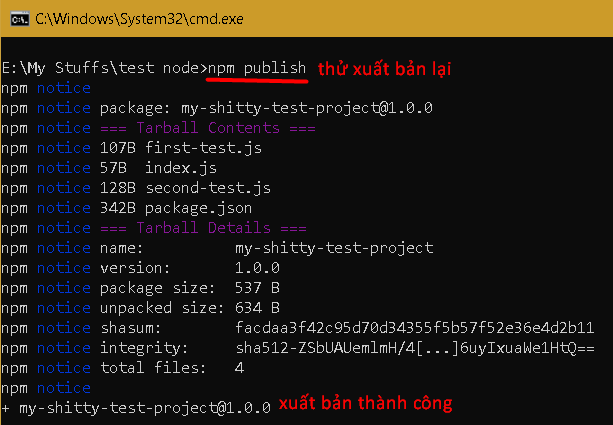 C:\Windows\System32\cmd.exe
E:\My Stuffs\test node>npm publish thử xuất bản lại
npm notice
npm notice package: my-shitty-test-project@1.0.0
npm notice === Tarball Contents ===
npm notice 107B first-test.js
npm notice 57B  index.js
npm notice 128B second-test.js
npm notice 342B package.json
npm notice === Tarball Details ===
npm notice name:          my-shitty-test-project
npm notice version:       1.0.0
npm notice package size:  537 B
npm notice unpacked size: 634 B
npm notice shasum:        facdaa3f42c95d70d34355f5b57f52e36e4d2b11
npm notice integrity:     sha512-ZSbUAUemlmH/4[...]6uyIxuaWe1HtQ==
npm notice total files:   4
npm notice
+ my-shitty-test-project@1.0.0 xuất bản thành công